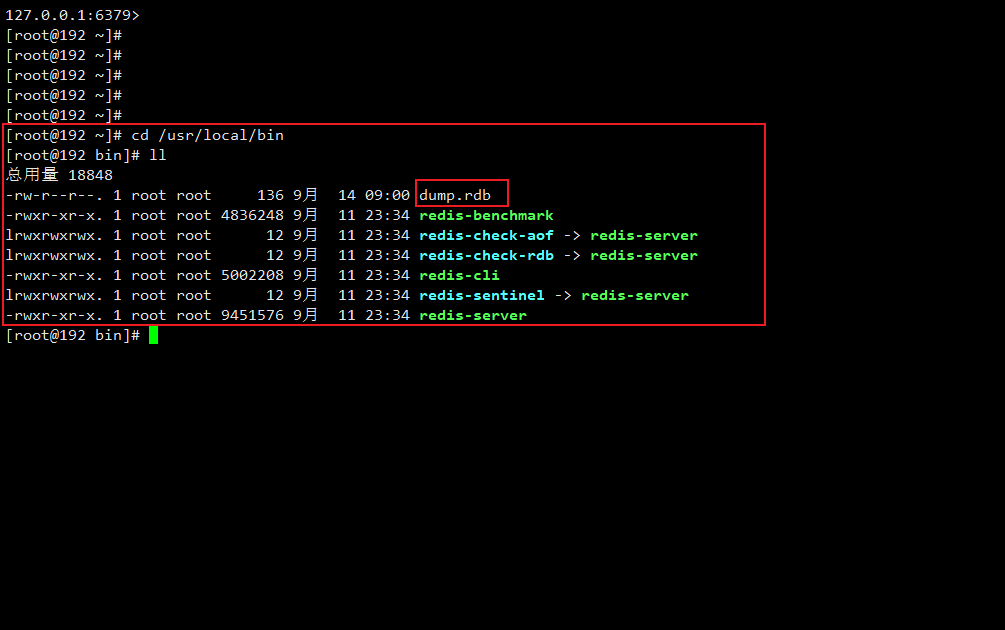 127.0.0.1:6379>
[root@192 ~]#
[root@192 ~]#
[root@192 ~]#
[root@192 ~]#
[root@192 ~]#
[root@192 ~]# cd /usr/local/bin
[root@192 bin]# ll
总用量 18848
-rw-r--r--. 1 root root     136 9月  14 09:00 dump.rdb
-rwxr-xr-x. 1 root root 4836248 9月  11 23:34 redis-benchmark
lrwxrwxrwx. 1 root root      12 9月  11 23:34 redis-check-aof -> redis-server
lrwxrwxrwx. 1 root root      12 9月  11 23:34 redis-check-rdb -> redis-server
-rwxr-xr-x. 1 root root 5002208 9月  11 23:34 redis-cli
lrwxrwxrwx. 1 root root      12 9月  11 23:34 redis-sentinel -> redis-server
-rwxr-xr-x. 1 root root 9451576 9月  11 23:34 redis-server
[root@192 bin]#